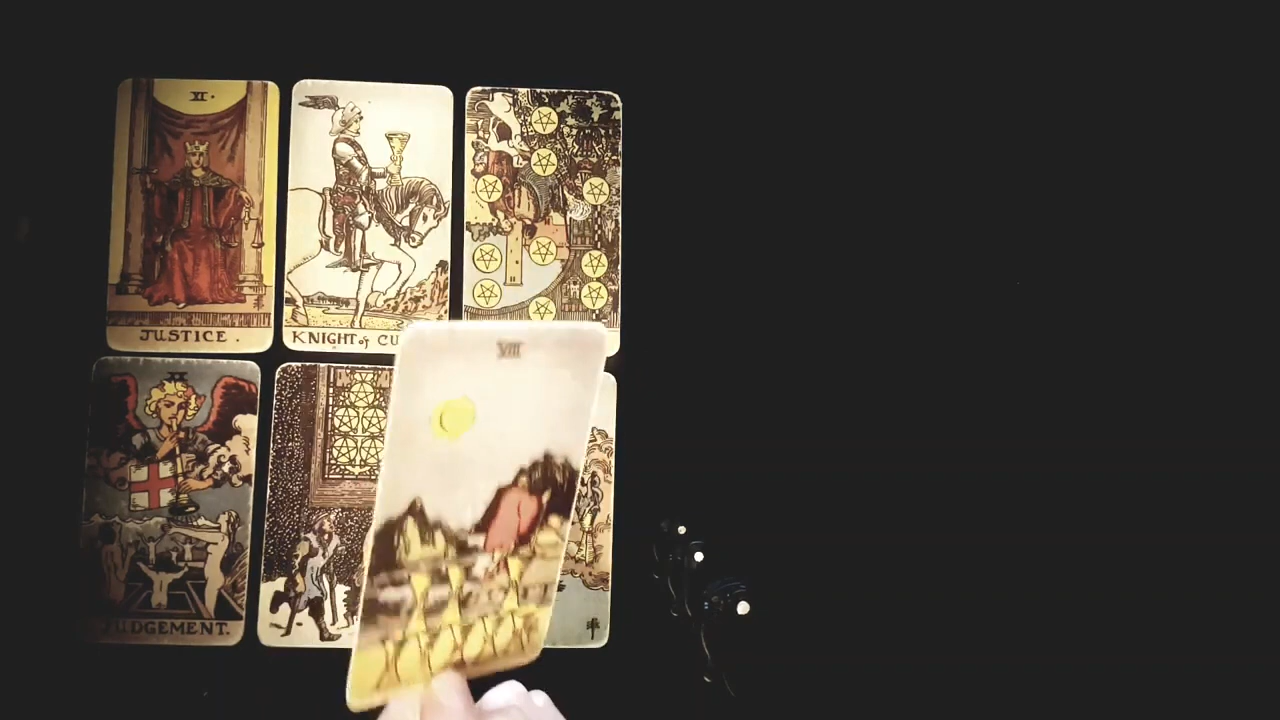 XI.
JUSTICE.
KNIGHT of CU
VIII
XX
JUDGEMENT.